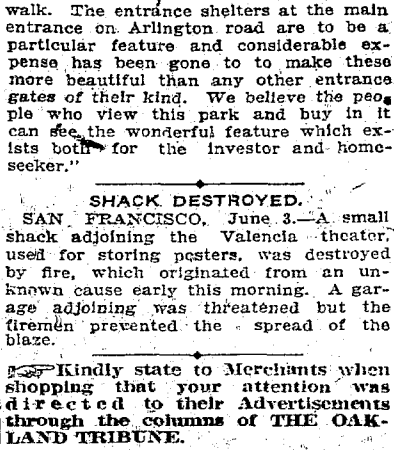 walk. The entrance shelters at the main
entrance on Arlington road are to be a
particular feature and considerable ex-
pense has been gone to to make these
more beautiful than any other entrance
gates of their kind. We believe the peo
ple who view this park and buy in it
can see the wonderful feature which ex-
ists both for the investor and home-
seeker."
SHACK DESTROYED.
SAN FRANCISCO, June 3.—A small
shack adjoining the Valencia theater,
used for storing posters, was destroyed
by fire, which originated from an un-
known cause early this morning. A gar-
age adjoining was threatened but the
firemen prevented the spread of the
blaze.
☞Kindly state to Merchants when
shopping that your attention was
directed to their Advertisements
through the columns of THE OAK-
LAND TRIBUNE.